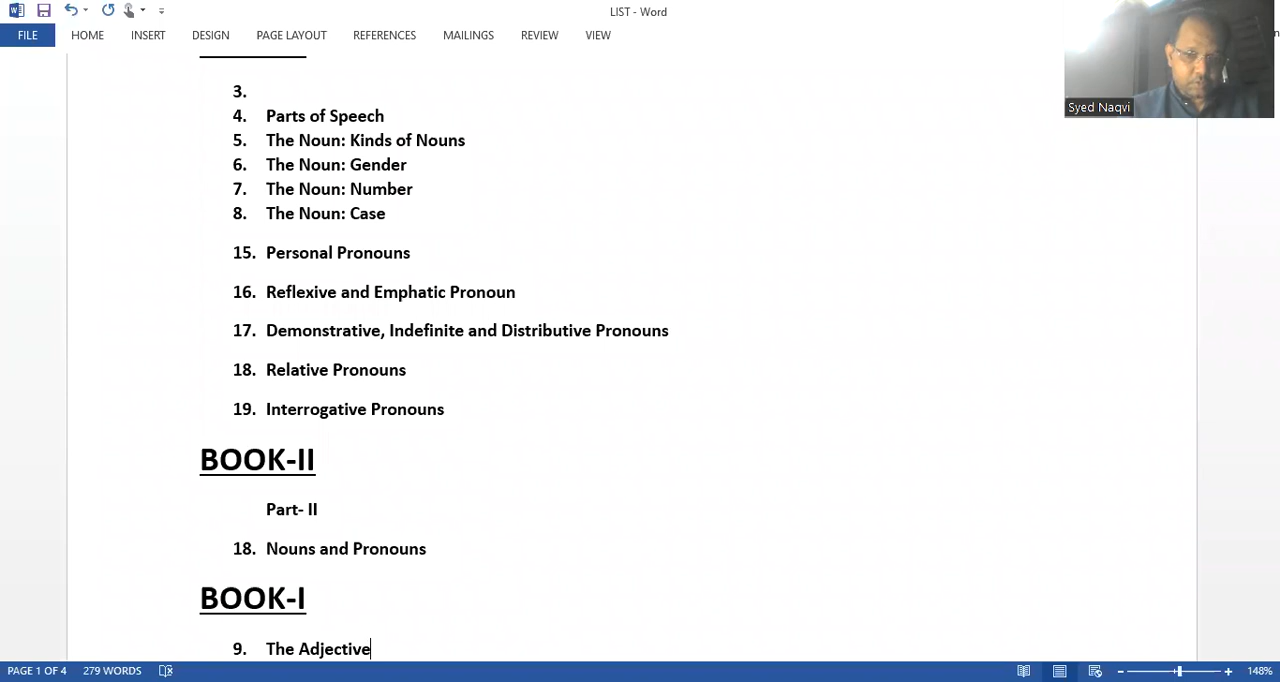 LIST - Word
FILE HOME INSERT DESIGN PAGE LAYOUT REFERENCES MAILINGS REVIEW VIEW
Syed Naqvi
3.
4. Parts of Speech
5. The Noun: Kinds of Nouns
6. The Noun: Gender
7. The Noun: Number
8. The Noun: Case
15. Personal Pronouns
16. Reflexive and Emphatic Pronoun
17. Demonstrative, Indefinite and Distributive Pronouns
18. Relative Pronouns
19. Interrogative Pronouns
BOOK-II
Part- II
18. Nouns and Pronouns
BOOK-I
9. The Adjective
PAGE 1 OF 4 279 WORDS 148%